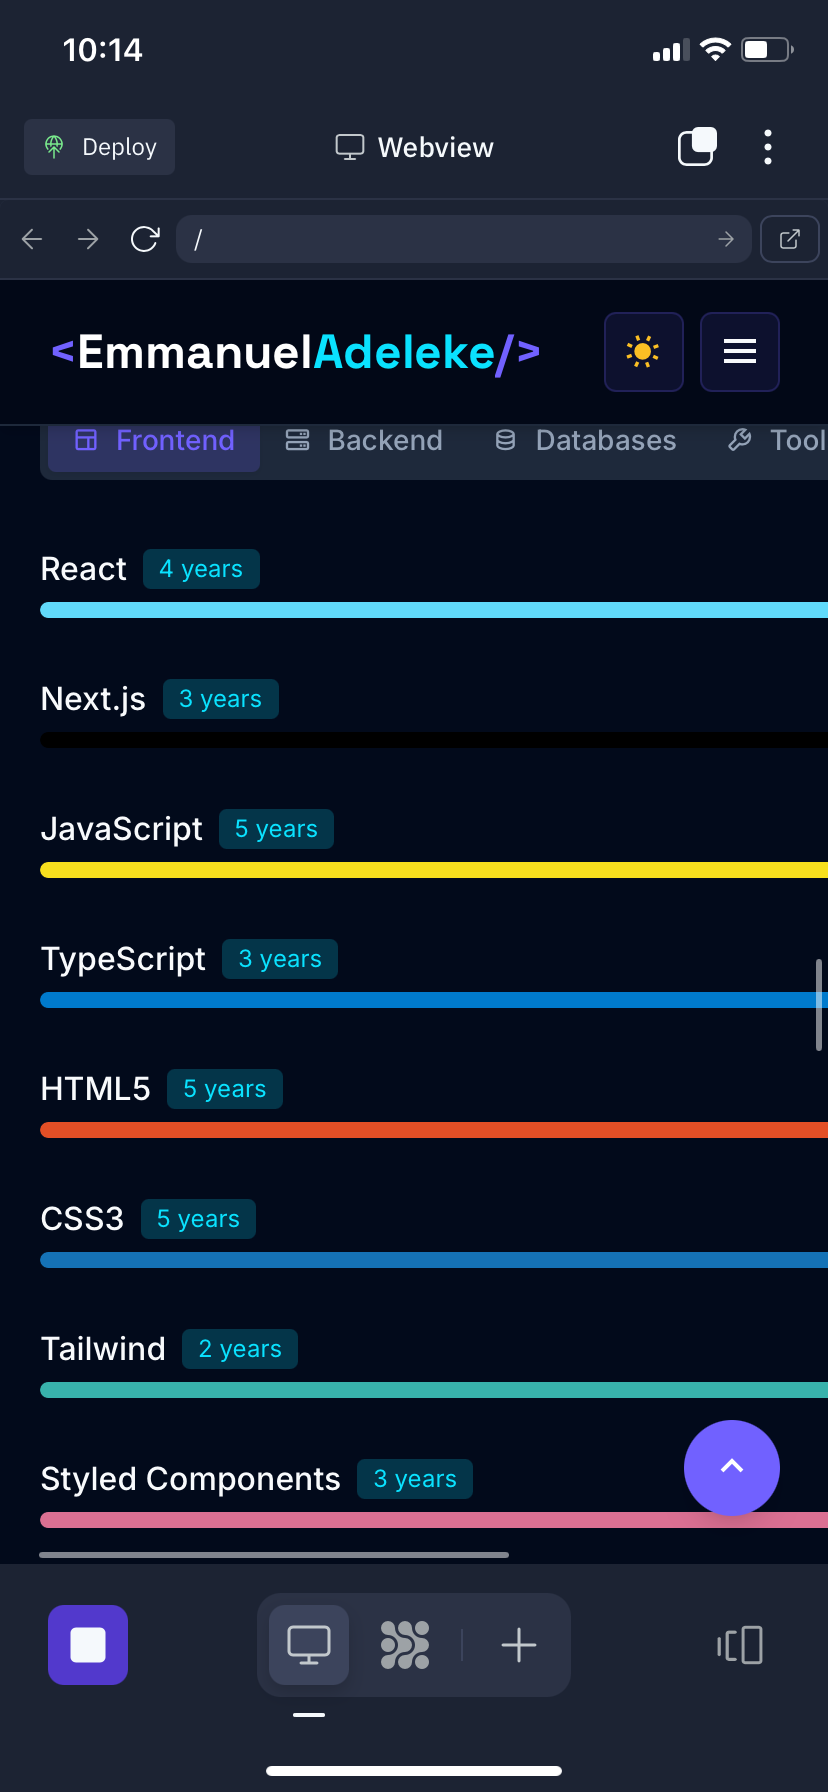 10:14
Deploy
Webview
/
<EmmanuelAdeleke/>
Frontend Backend Databases Tool
React 4 years
Next.js 3 years
JavaScript 5 years
TypeScript 3 years
HTML5 5 years
CSS3 5 years
Tailwind 2 years
Styled Components 3 years